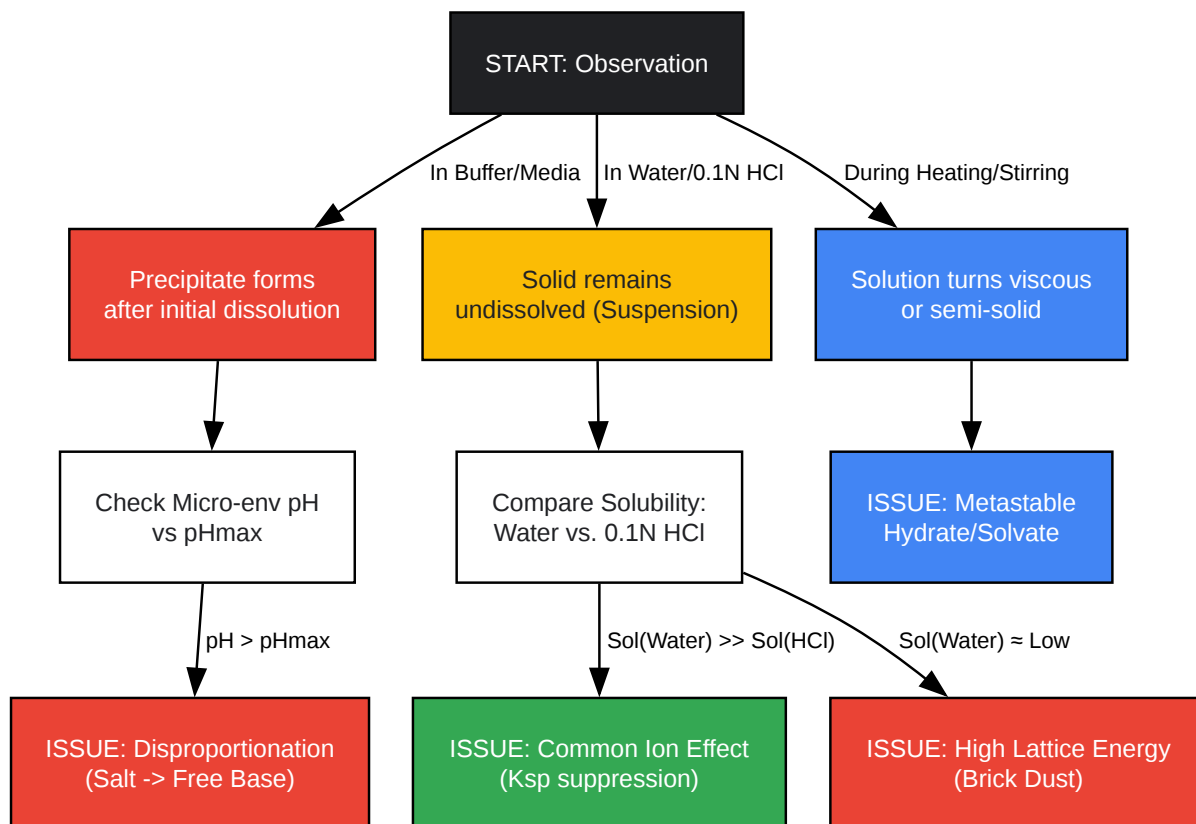 START: Observation
In Buffer/Media
In Water/0.1N HCl
During Heating/Stirring
Precipitate forms
after initial dissolution
Solid remains
undissolved (Suspension)
Solution turns viscous
or semi-solid
Check Micro-env pH
vs pHmax
Compare Solubility:
Water vs. 0.1N HCl
ISSUE: Metastable
Hydrate/Solvate
pH > pHmax
Sol(Water) >> Sol(HCl)
Sol(Water) ≈ Low
ISSUE: Disproportionation
(Salt -> Free Base)
ISSUE: Common Ion Effect
(Ksp suppression)
ISSUE: High Lattice Energy
(Brick Dust)